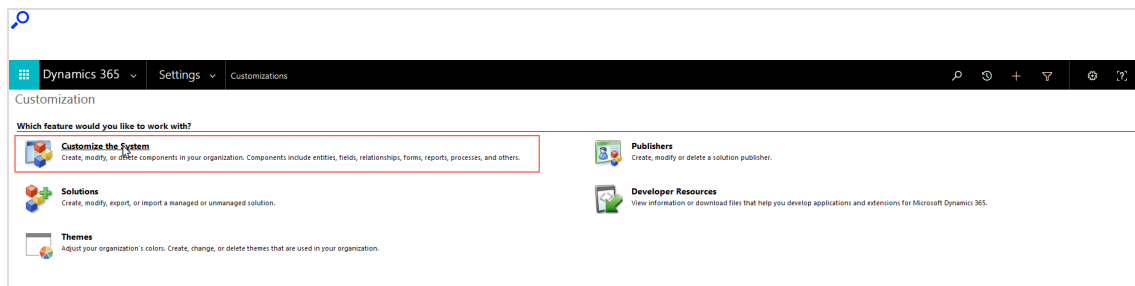 Dynamics 365 Settings Customizations
Customization
Which feature would you like to work with?
Customize the System
Create, modify, or delete components in your organization. Components include entities, fields, relationships, forms, reports, processes, and others.
Publishers
Create, modify or delete a solution publisher.
Solutions
Create, modify, export, or import a managed or unmanaged solution.
Developer Resources
View information or download files that help you develop applications and extensions for Microsoft Dynamics 365.
Themes
Adjust your organization's colors. Create, change, or delete themes that are used in your organization.